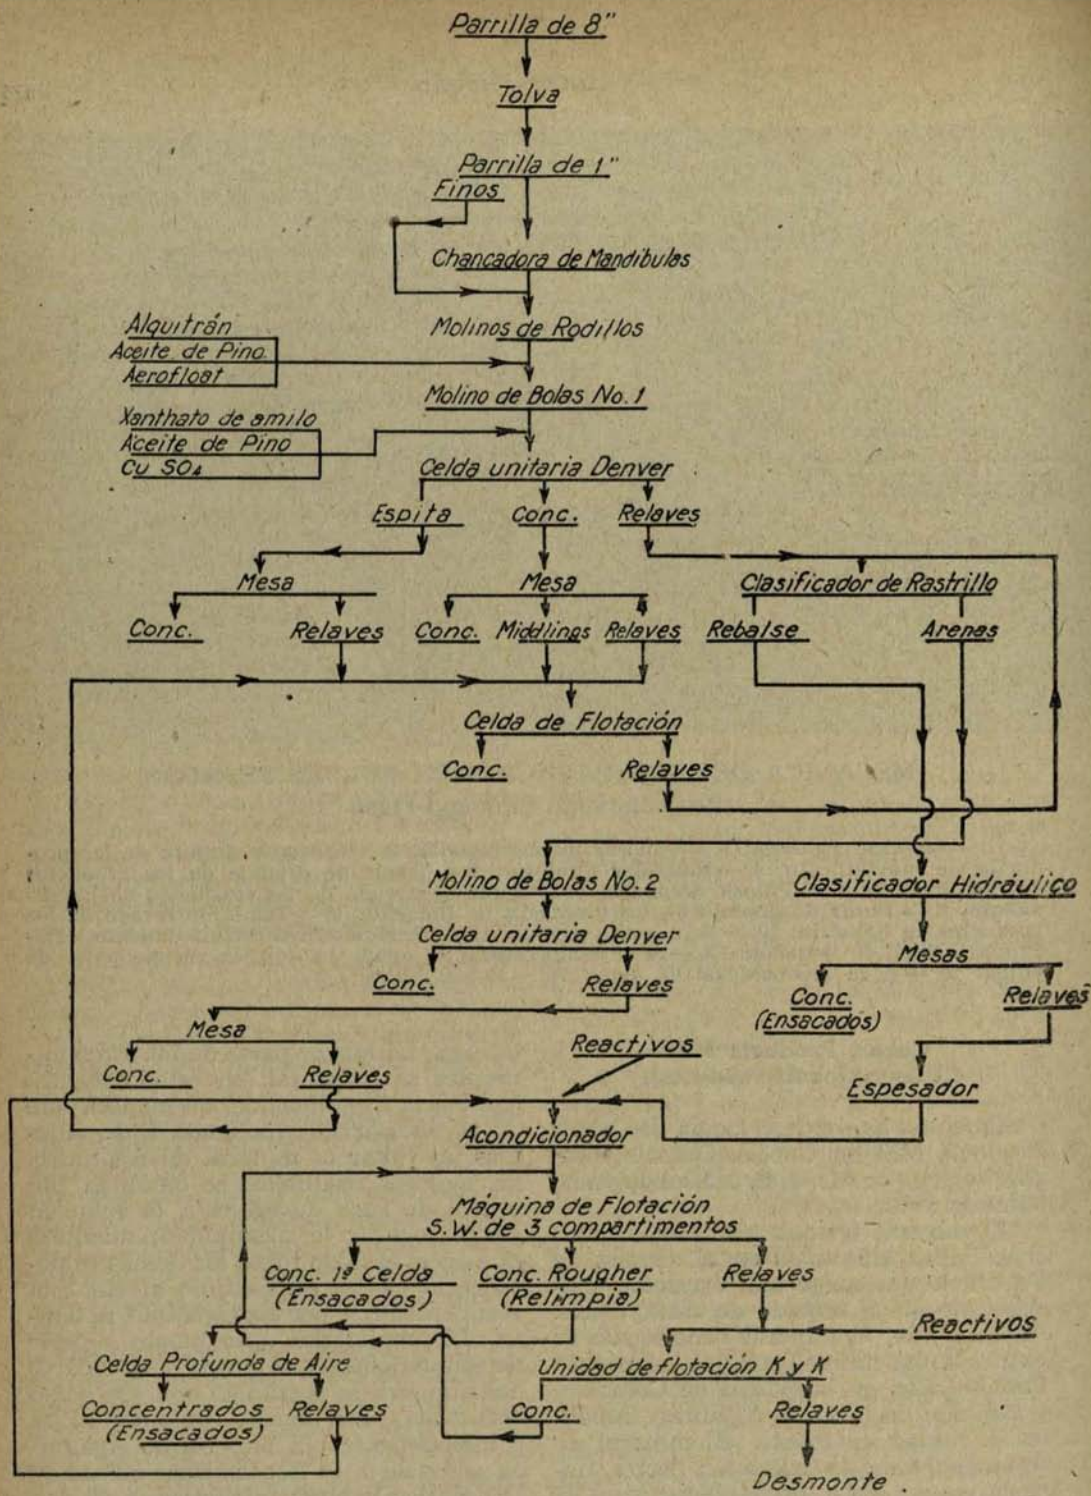 Parrilla de 8"
Tolva
Parrilla de 1"
Finos
Chancadora de Mandíbulas
Molinos de Rodillos
Alquitrán
Aceite de Pino.
Aerofloat
Molino de Bolas No. 1
Xanthato de amilo
Aceite de Pino
Cu SO4
Celda unitaria Denver
Espita Conc. Relaves
Mesa Mesa Clasificador de Rastrillo
Conc. Relaves Conc. Middlings Relaves Rebalse Arenas
Celda de Flotación
Conc. Relaves
Molino de Bolas No. 2 Clasificador Hidráulico
Celda unitaria Denver
Mesas
Conc. Relaves
Conc. Relaves
(Ensacados)
Mesa
Reactivos
Conc. Relaves
Espesador
Acondicionador
Máquina de Flotación
S.W. de 3 compartimentos
Conc. 1ª Celda Conc. Rougher Relaves
(Ensacados) (Relimpia)
Reactivos
Celda Profunda de Aire Unidad de flotación K y K
Concentrados Relaves Conc. Relaves
(Ensacados)
Desmonte.